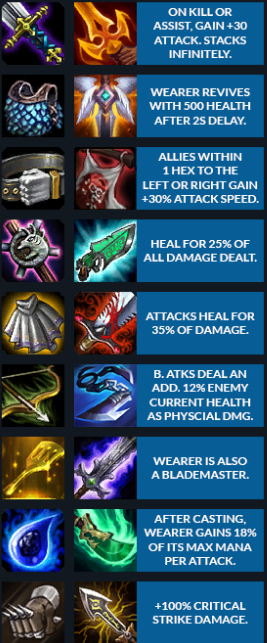 ON KILL OR
ASSIST, GAIN +30
ATTACK. STACKS
INFINITELY.
WEARER REVIVES
WITH 500 HEALTH
AFTER 2S DELAY.
ALLIES WITHIN
1 HEX TO THE
LEFT OR RIGHT GAIN
+30% ATTACK SPEED.
HEAL FOR 25% OF
ALL DAMAGE DEALT.
ATTACKS HEAL FOR
35% OF DAMAGE.
B. ATKS DEAL AN
ADD. 12% ENEMY
CURRENT HEALTH
AS PHYSCIAL DMG.
WEARER IS ALSO
A BLADEMASTER.
AFTER CASTING,
WEARER GAINS 18%
OF ITS MAX MANA
PER ATTACK.
+100% CRITICAL
STRIKE DAMAGE.